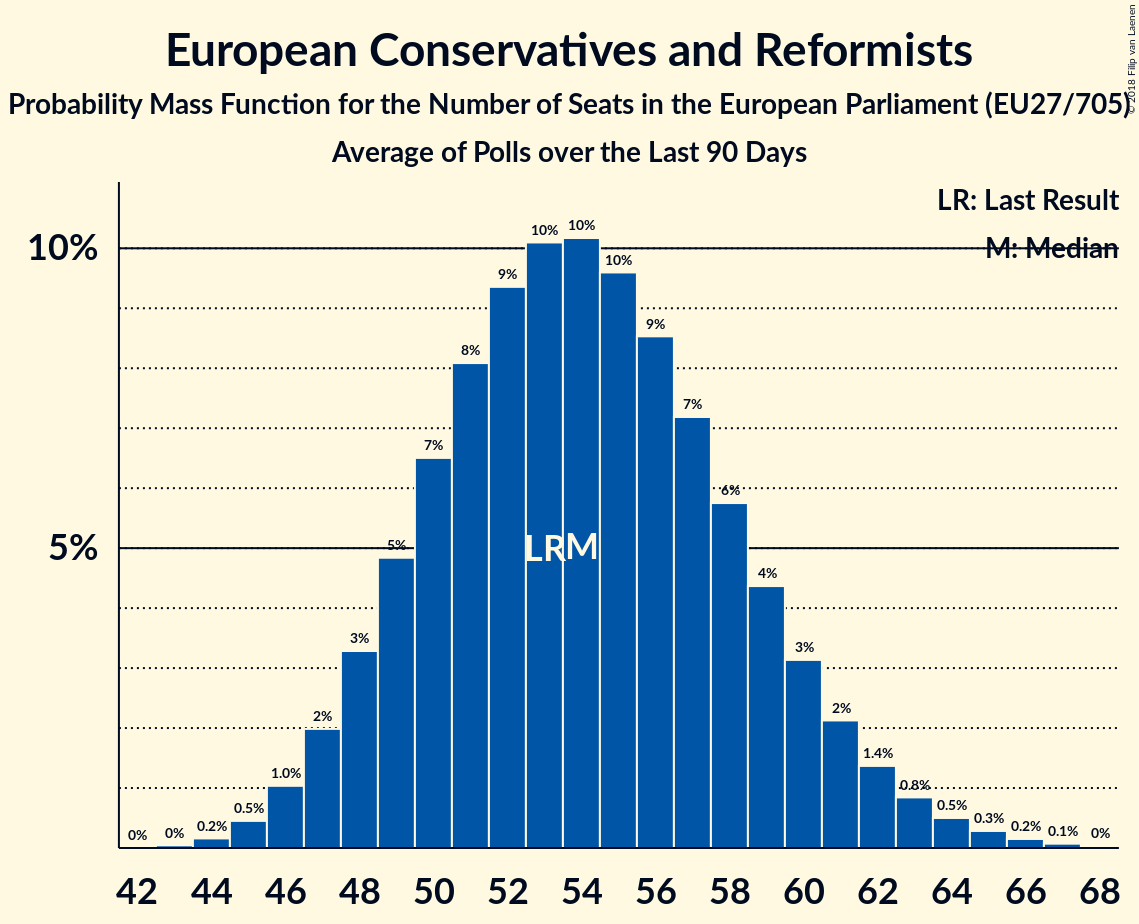 European Conservatives and Reformists
Probability Mass Function for the Number of Seats in the European Parliament (EU27/705)
Average of Polls over the Last 90 Days
© 2018 Filip van Laenen
LR: Last Result
M: Median
10%
5%
0% 0% 0.2% 0.5% 1.0% 2% 3% 5% 7% 8% 9% 10% 10% 10% 9% 7% 6% 4% 3% 2% 1.4% 0.8% 0.5% 0.3% 0.2% 0.1% 0%
LR M
42 44 46 48 50 52 54 56 58 60 62 64 66 68